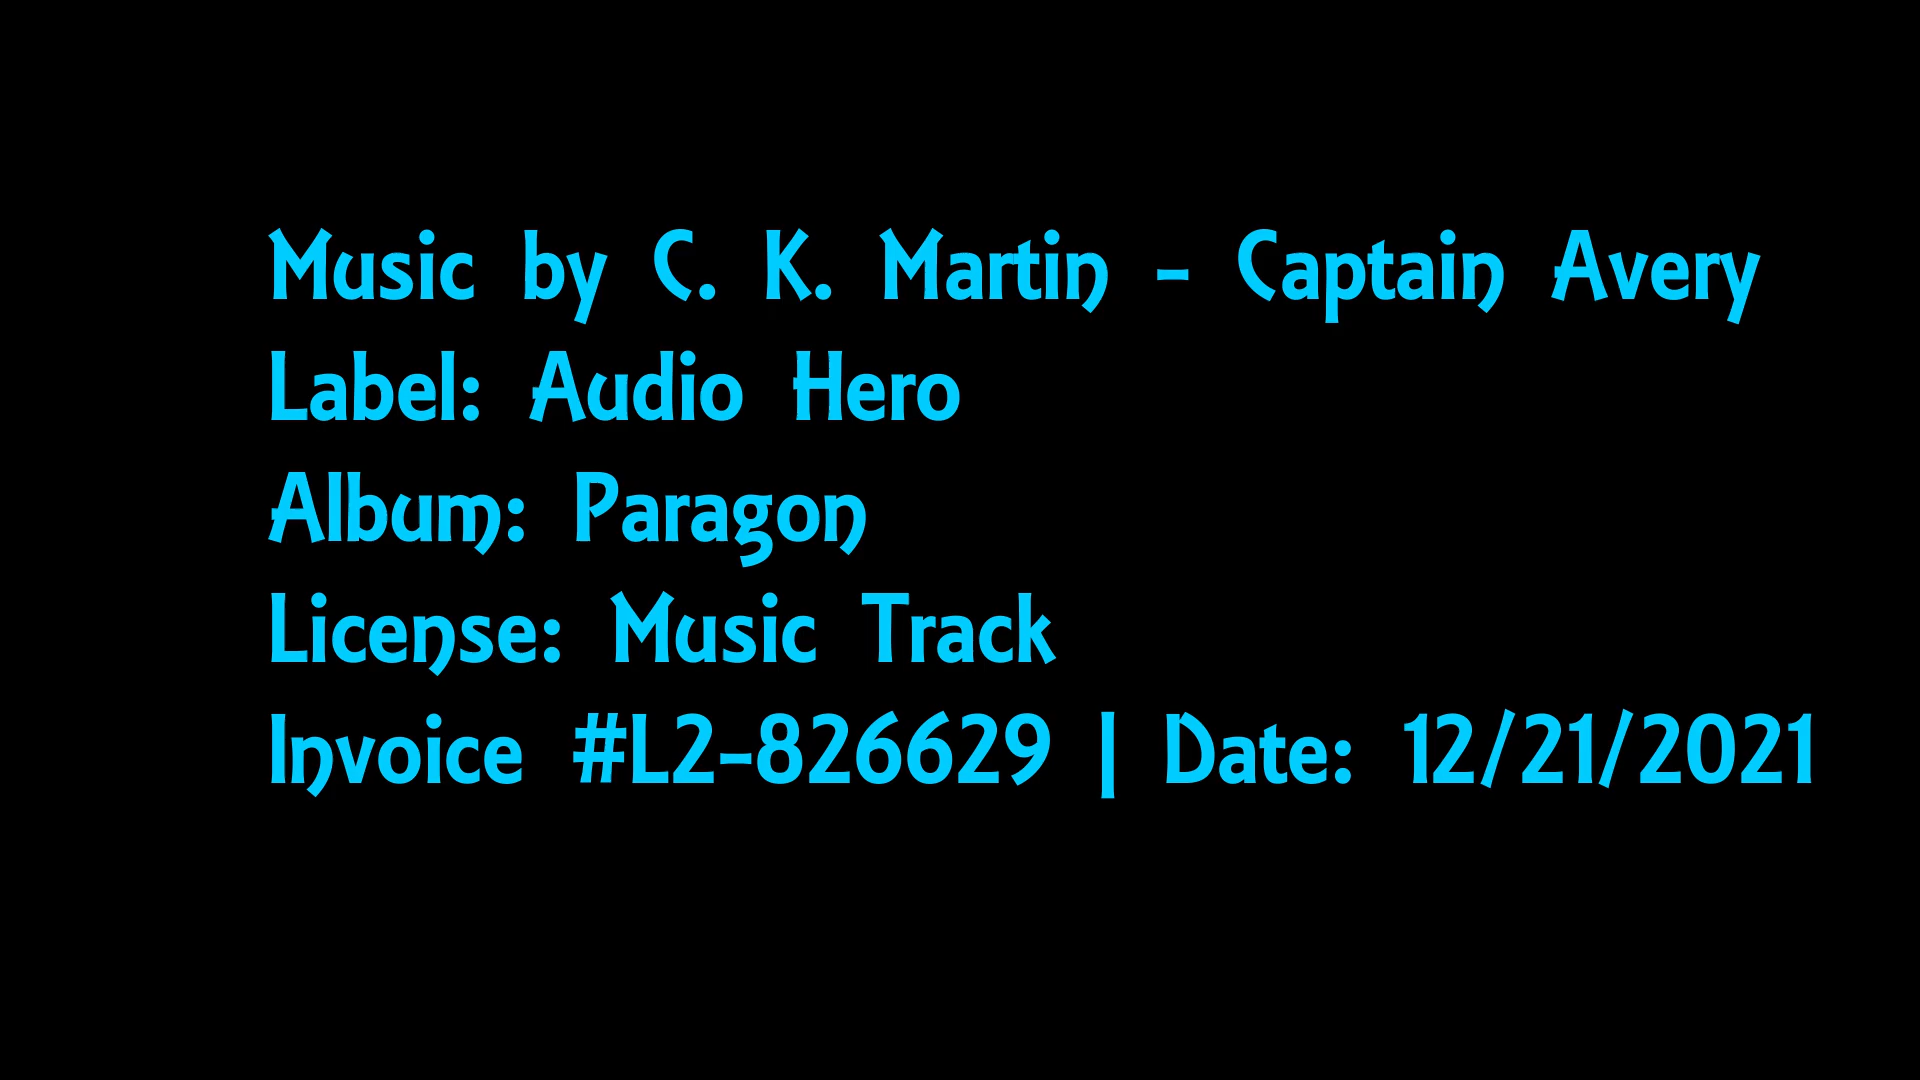 Music by C. K. Martin - Captain Avery
Label: Audio Hero
Album: Paragon
License: Music Track
Invoice #L2-826629 | Date: 12/21/2021